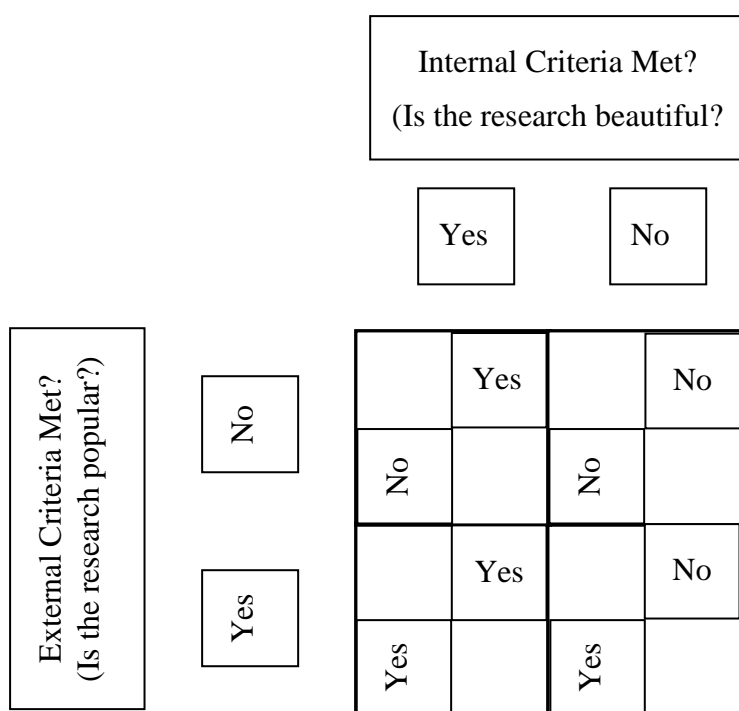 Internal Criteria Met?
(Is the research beautiful?
Yes
No
External Criteria Met?
(Is the research popular?)
No
Yes
Yes
No
No
No
Yes
No
Yes
Yes